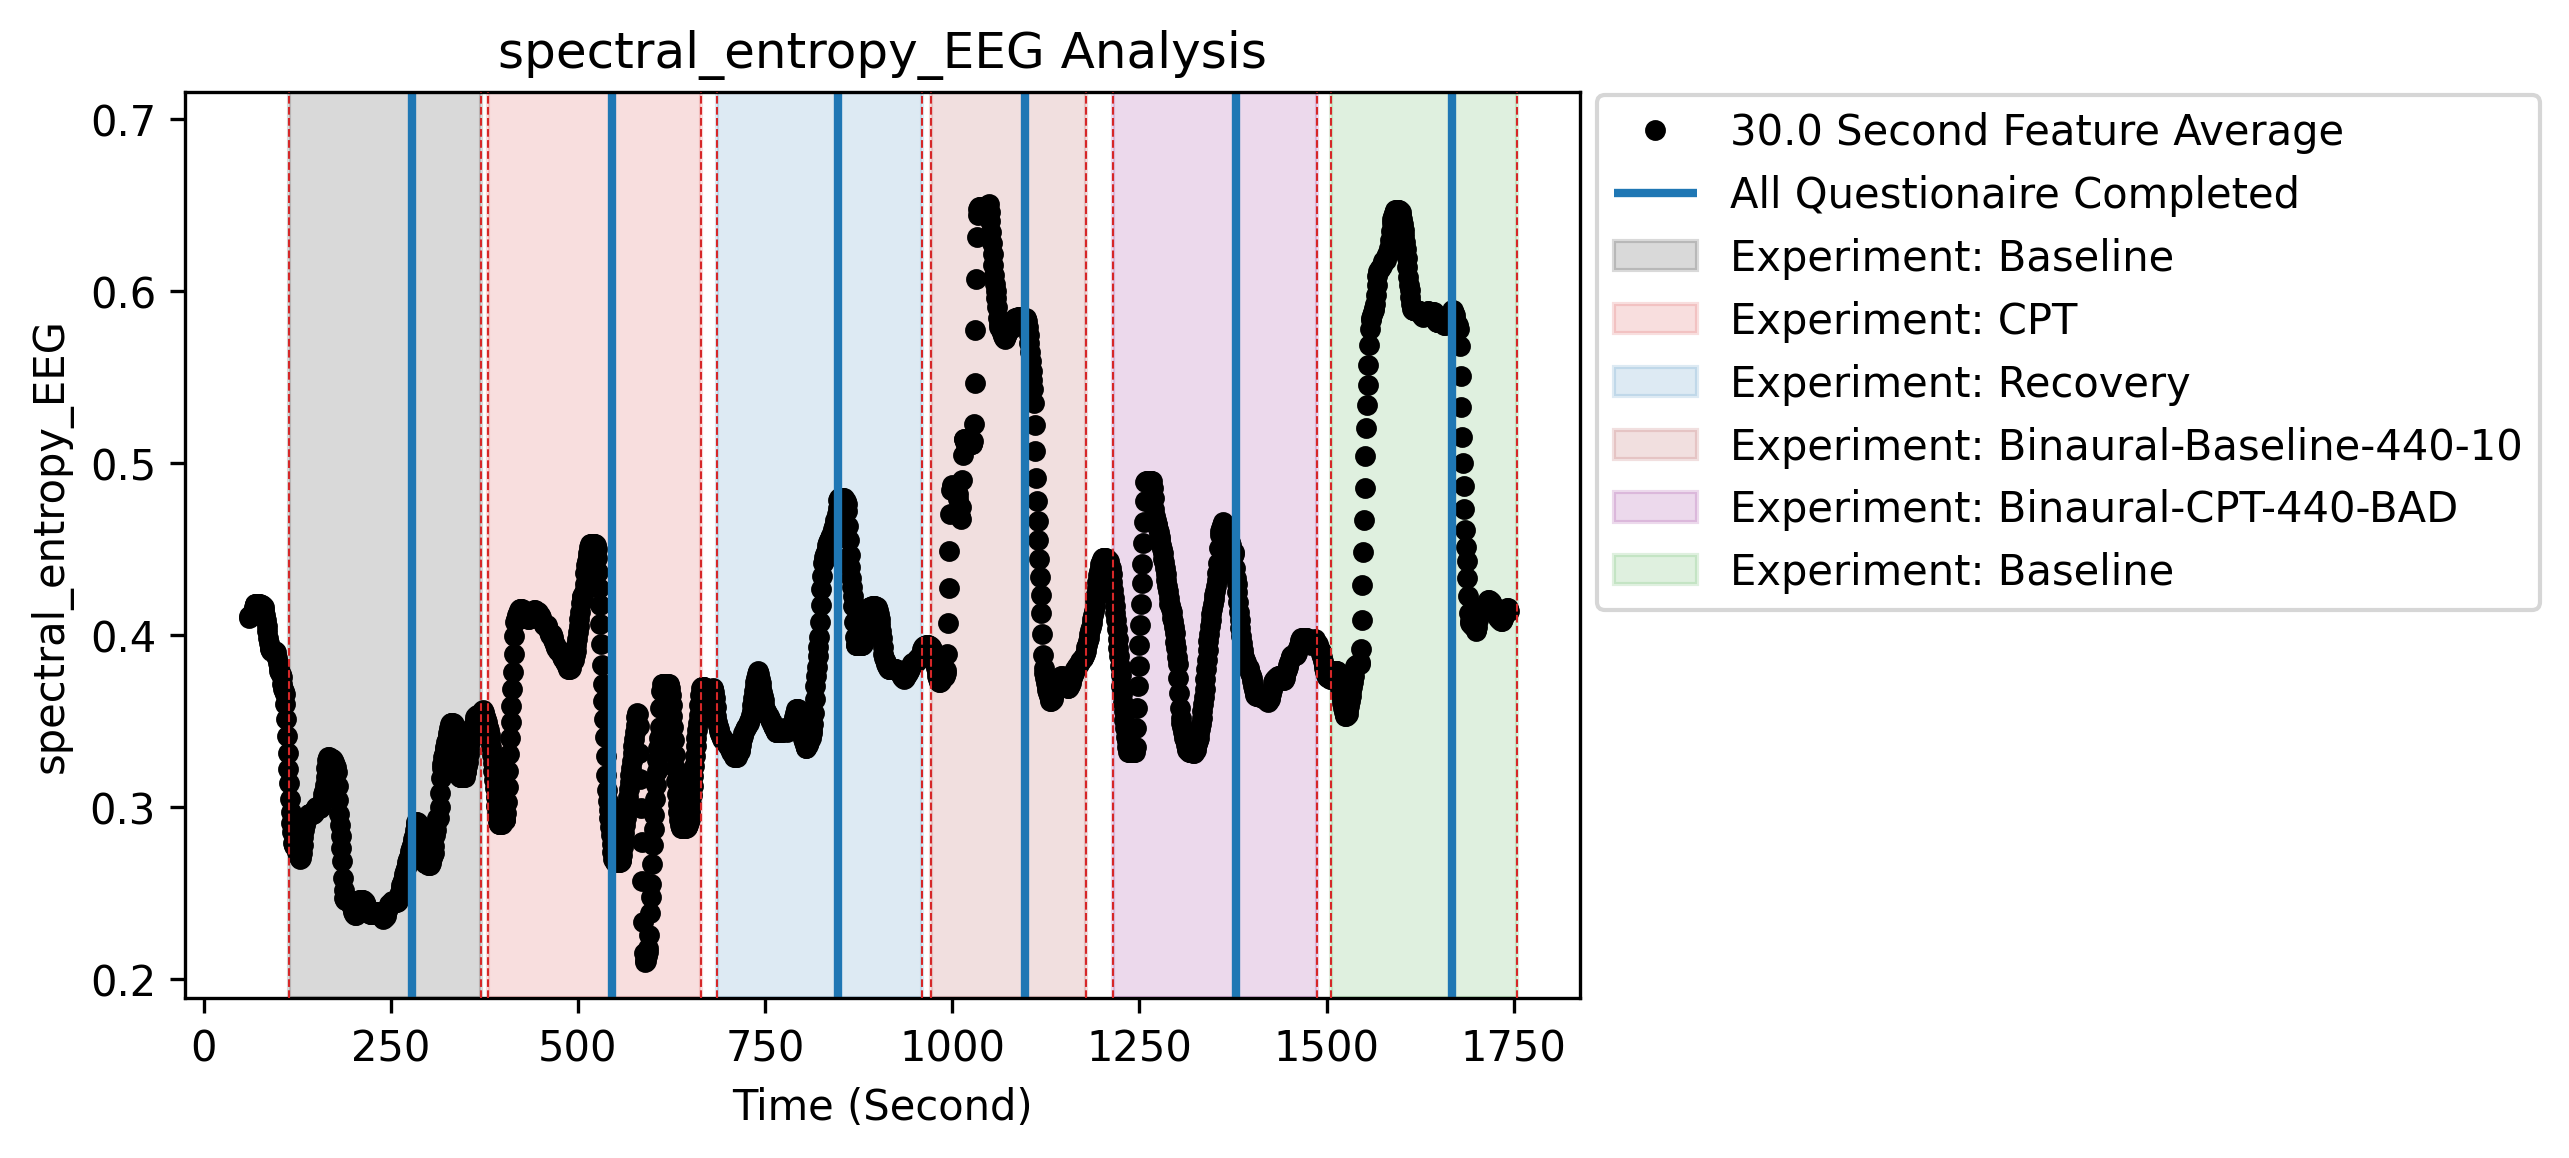 spectral_entropy_EEG Analysis
0.7
0.6
0.5
0.4
0.3
0.2
spectral_entropy_EEG
0
250
500
750
1000
1250
1500
1750
Time (Second)
30.0 Second Feature Average
All Questionaire Completed
Experiment: Baseline
Experiment: CPT
Experiment: Recovery
Experiment: Binaural-Baseline-440-10
Experiment: Binaural-CPT-440-BAD
Experiment: Baseline